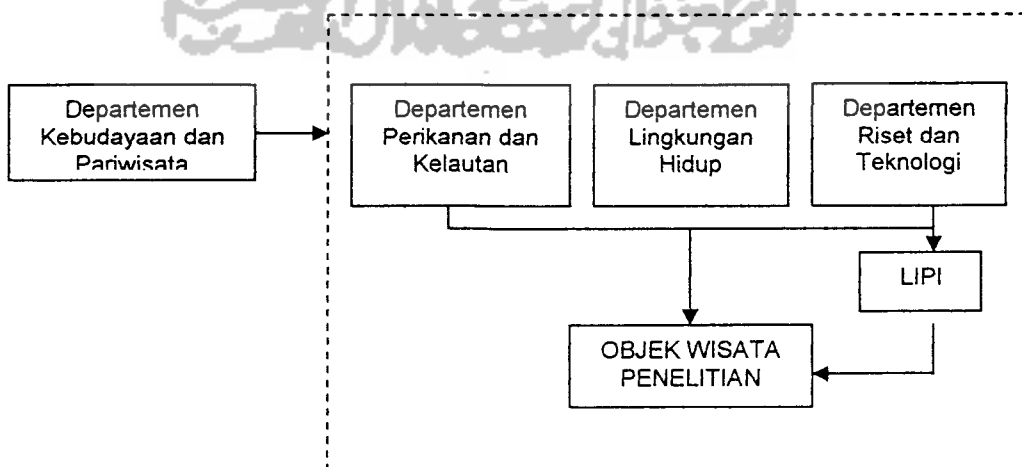 Departemen
Kebudayaan dan
Pariwisata
Departemen
Perikanan dan
Kelautan
Departemen
Lingkungan
Hidup
Departemen
Riset dan
Teknologi
LIPI
OBJEK WISATA
PENELITIAN